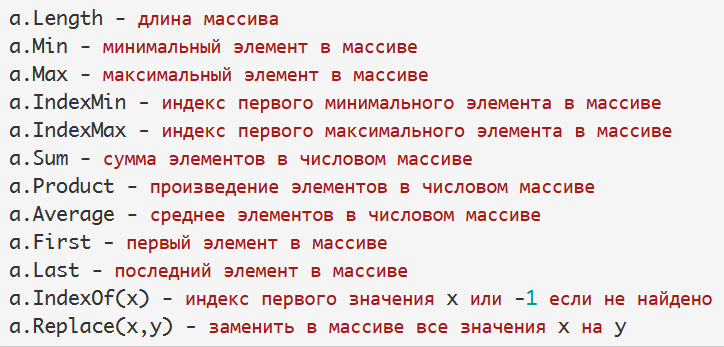 a.Length - длина массива
a.Min - минимальный элемент в массиве
a.Max - максимальный элемент в массиве
a.IndexMin - индекс первого минимального элемента в массиве
a.IndexMax - индекс первого максимального элемента в массиве
a.Sum - сумма элементов в числовом массиве
a.Product - произведение элементов в числовом массиве
a.Average - среднее элементов в числовом массиве
a.First - первый элемент в массиве
a.Last - последний элемент в массиве
a.IndexOf(x) - индекс первого значения x или -1 если не найдено
a.Replace(x,y) - заменить в массиве все значения x на y